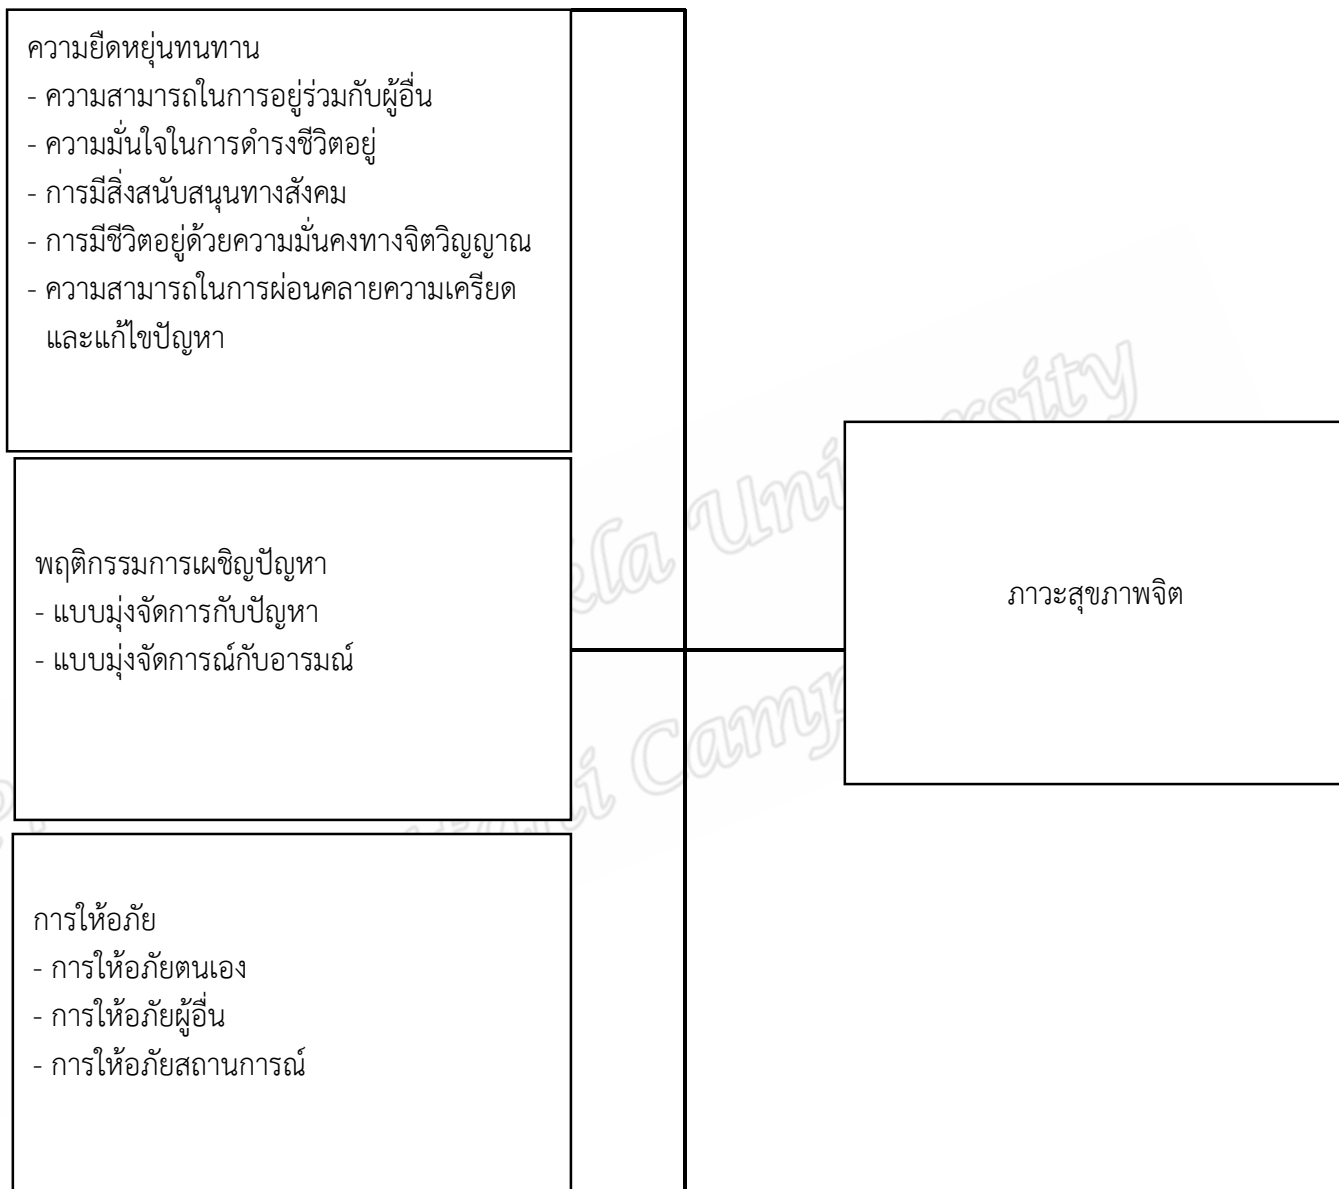 ความยืดหยุ่นทนทาน
- ความสามารถในการอยู่ร่วมกับผู้อื่น
- ความมั่นใจในการดำรงชีวิตอยู่
- การมีสิ่งสนับสนุนทางสังคม
- การมีชีวิตอยู่ด้วยความมั่นคงทางจิตวิญญาณ
- ความสามารถในการผ่อนคลายความเครียด
และแก้ไขปัญหา
พฤติกรรมการเผชิญปัญหา
- แบบมุ่งจัดการกับปัญหา
- แบบมุ่งจัดการณ์กับอารมณ์
ภาวะสุขภาพจิต
การให้อภัย
- การให้อภัยตนเอง
- การให้อภัยผู้อื่น
- การให้อภัยสถานการณ์